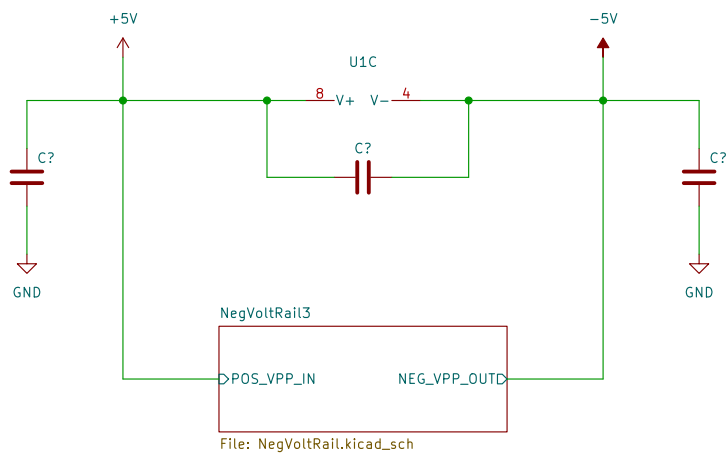 +5V
-5V
U1C
8
V+
V-
4
C?
C?
C?
GND
GND
NegVoltRail3
POS_VPP_IN
NEG_VPP_OUT
File: NegVoltRail.kicad_sch